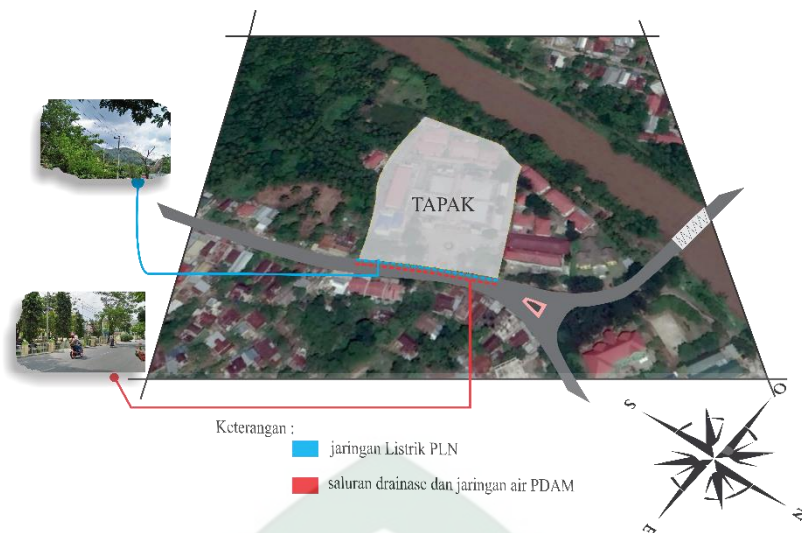 TAPAK
Keterangan :
jaringan Listrik PLN
saluran drainase dan jaringan air PDAM
S
O
E
N